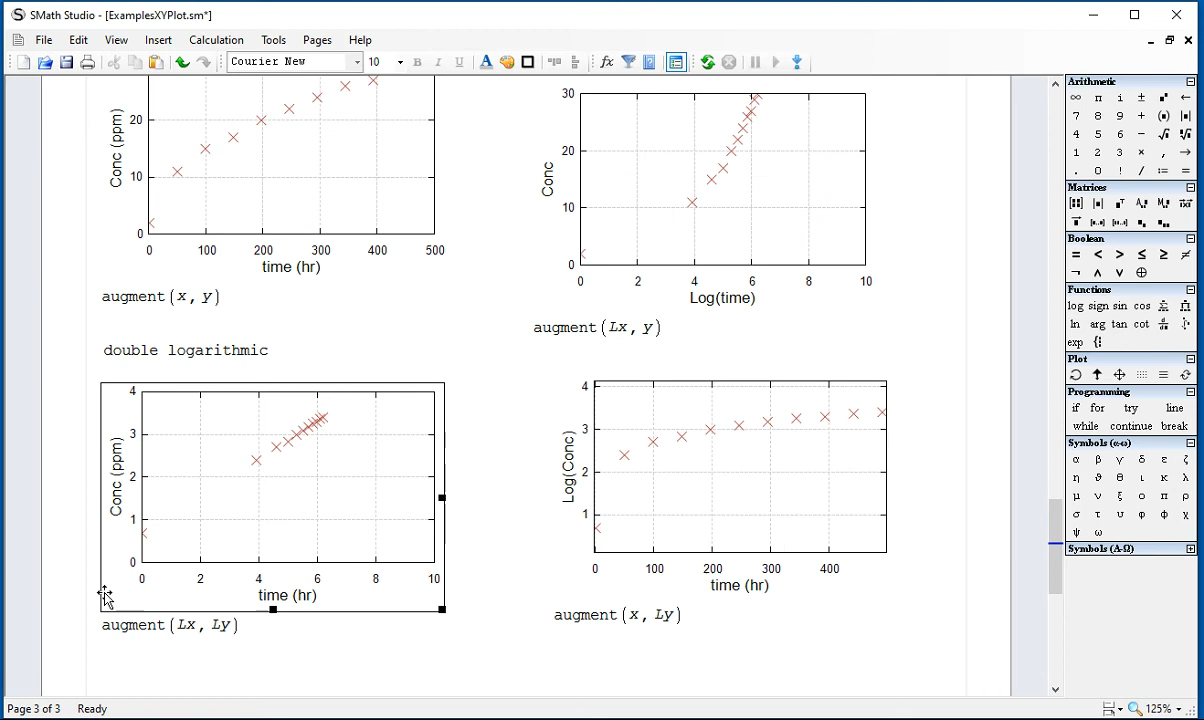 SMath Studio - [ExamplesXYPlot.sm*]
File Edit View Insert Calculation Tools Pages Help
Courier New 10 B I U A fx
Conc (ppm)
20
10
0
0 100 200 300 400 500
time (hr)
augment(x, y)
Conc
30
20
10
0
0 2 4 6 8 10
Log(time)
augment(Lx, y)
double logarithmic
Conc (ppm)
4
3
2
1
0
0 2 4 6 8 10
time (hr)
augment(Lx, Ly)
Log(Conc)
4
3
2
1
0 100 200 300 400
time (hr)
augment(x, Ly)
Arithmetic
∞ π i ±
7 8 9 +
4 5 6 −
1 2 3 × , →
. 0 ! / := =
Matrices
Boolean
= < > ≤ ≥ ≠
¬ ∧ ∨ ⊕
Functions
log sign sin cos
ln arg tan cot
exp
Plot
Programming
if for try line
while continue break
Symbols (α-ω)
α β γ δ ε ζ
η ϑ θ ι κ λ
μ ν ξ ο π ρ
σ τ υ φ ϕ χ
ψ ω
Symbols (Α-Ω)
Page 3 of 3 Ready 125%